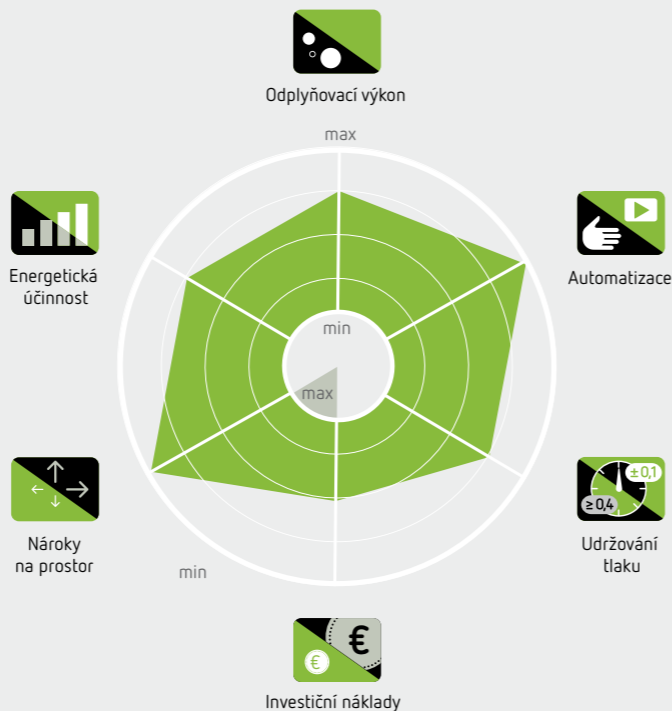 Odplyňovací výkon
max
Energetická
účinnost
Automatizace
min
max
± 0,1
≥ 0,4
Nároky
na prostor
Udržování
tlaku
min
€
€
Investiční náklady